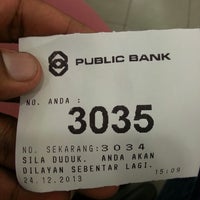 PUBLIC BANK
NO. ANDA :
3035
NO. SEKARANG:3034
SILA DUDUK. ANDA AKAN
DILAYAN SEBENTAR LAGI.
24.12.2013 15:09